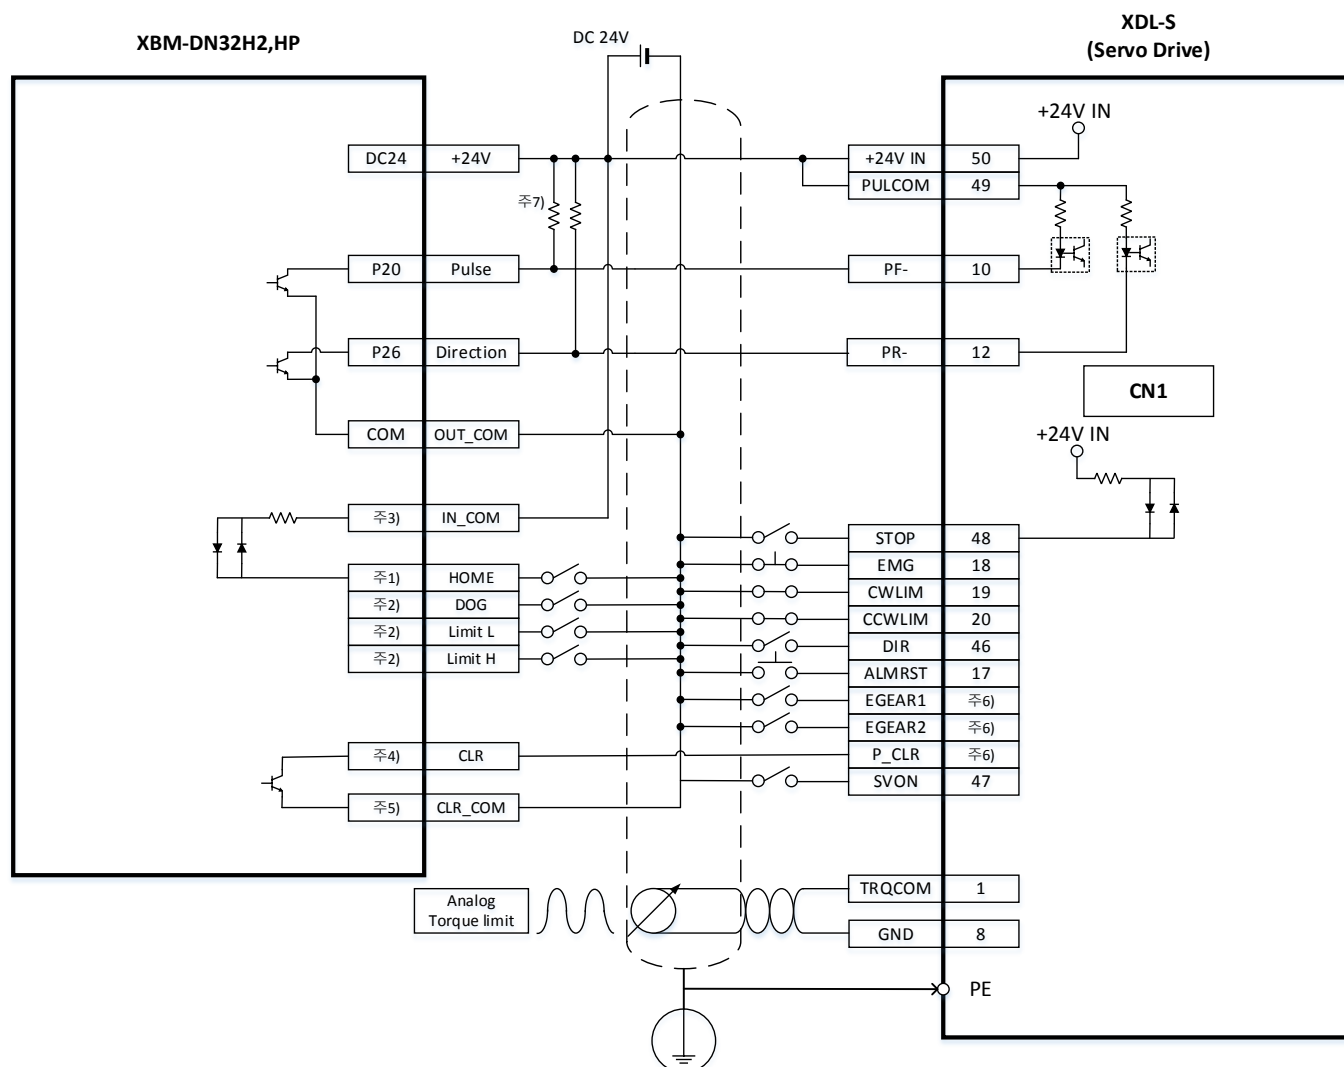 XBM-DN32H2,HP
DC 24V
XDL-S
(Servo Drive)
+24V IN
DC24 +24V
+24V IN 50
PULCOM 49
주7)
P20 Pulse
PF- 10
P26 Direction
PR- 12
CN1
COM OUT_COM
+24V IN
주3) IN_COM
STOP 48
EMG 18
주1) HOME
CWLIM 19
주2) DOG
CCWLIM 20
주2) Limit L
DIR 46
주2) Limit H
ALMRST 17
EGEAR1 주6)
EGEAR2 주6)
주4) CLR
P_CLR 주6)
SVON 47
주5) CLR_COM
Analog
Torque limit
TRQCOM 1
GND 8
PE